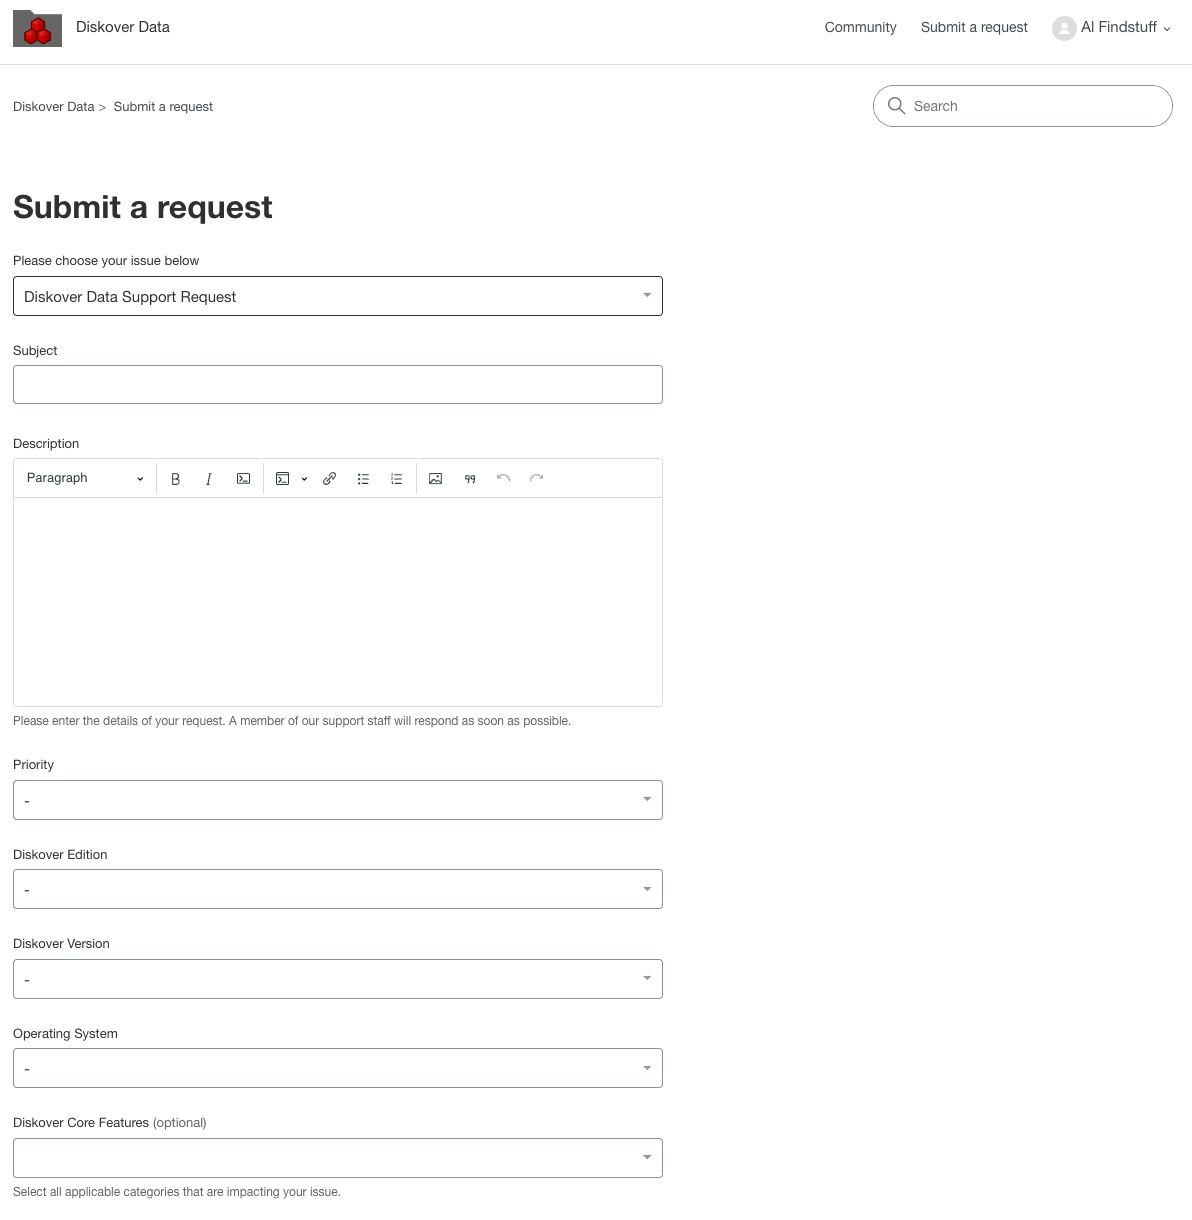 Diskover Data
Community
Submit a request
Al Findstuff
Diskover Data > Submit a request
Search
Submit a request
Please choose your issue below
Diskover Data Support Request
Subject
Description
Paragraph
Please enter the details of your request. A member of our support staff will respond as soon as possible.
Priority
-
Diskover Edition
-
Diskover Version
-
Operating System
-
Diskover Core Features (optional)
Select all applicable categories that are impacting your issue.